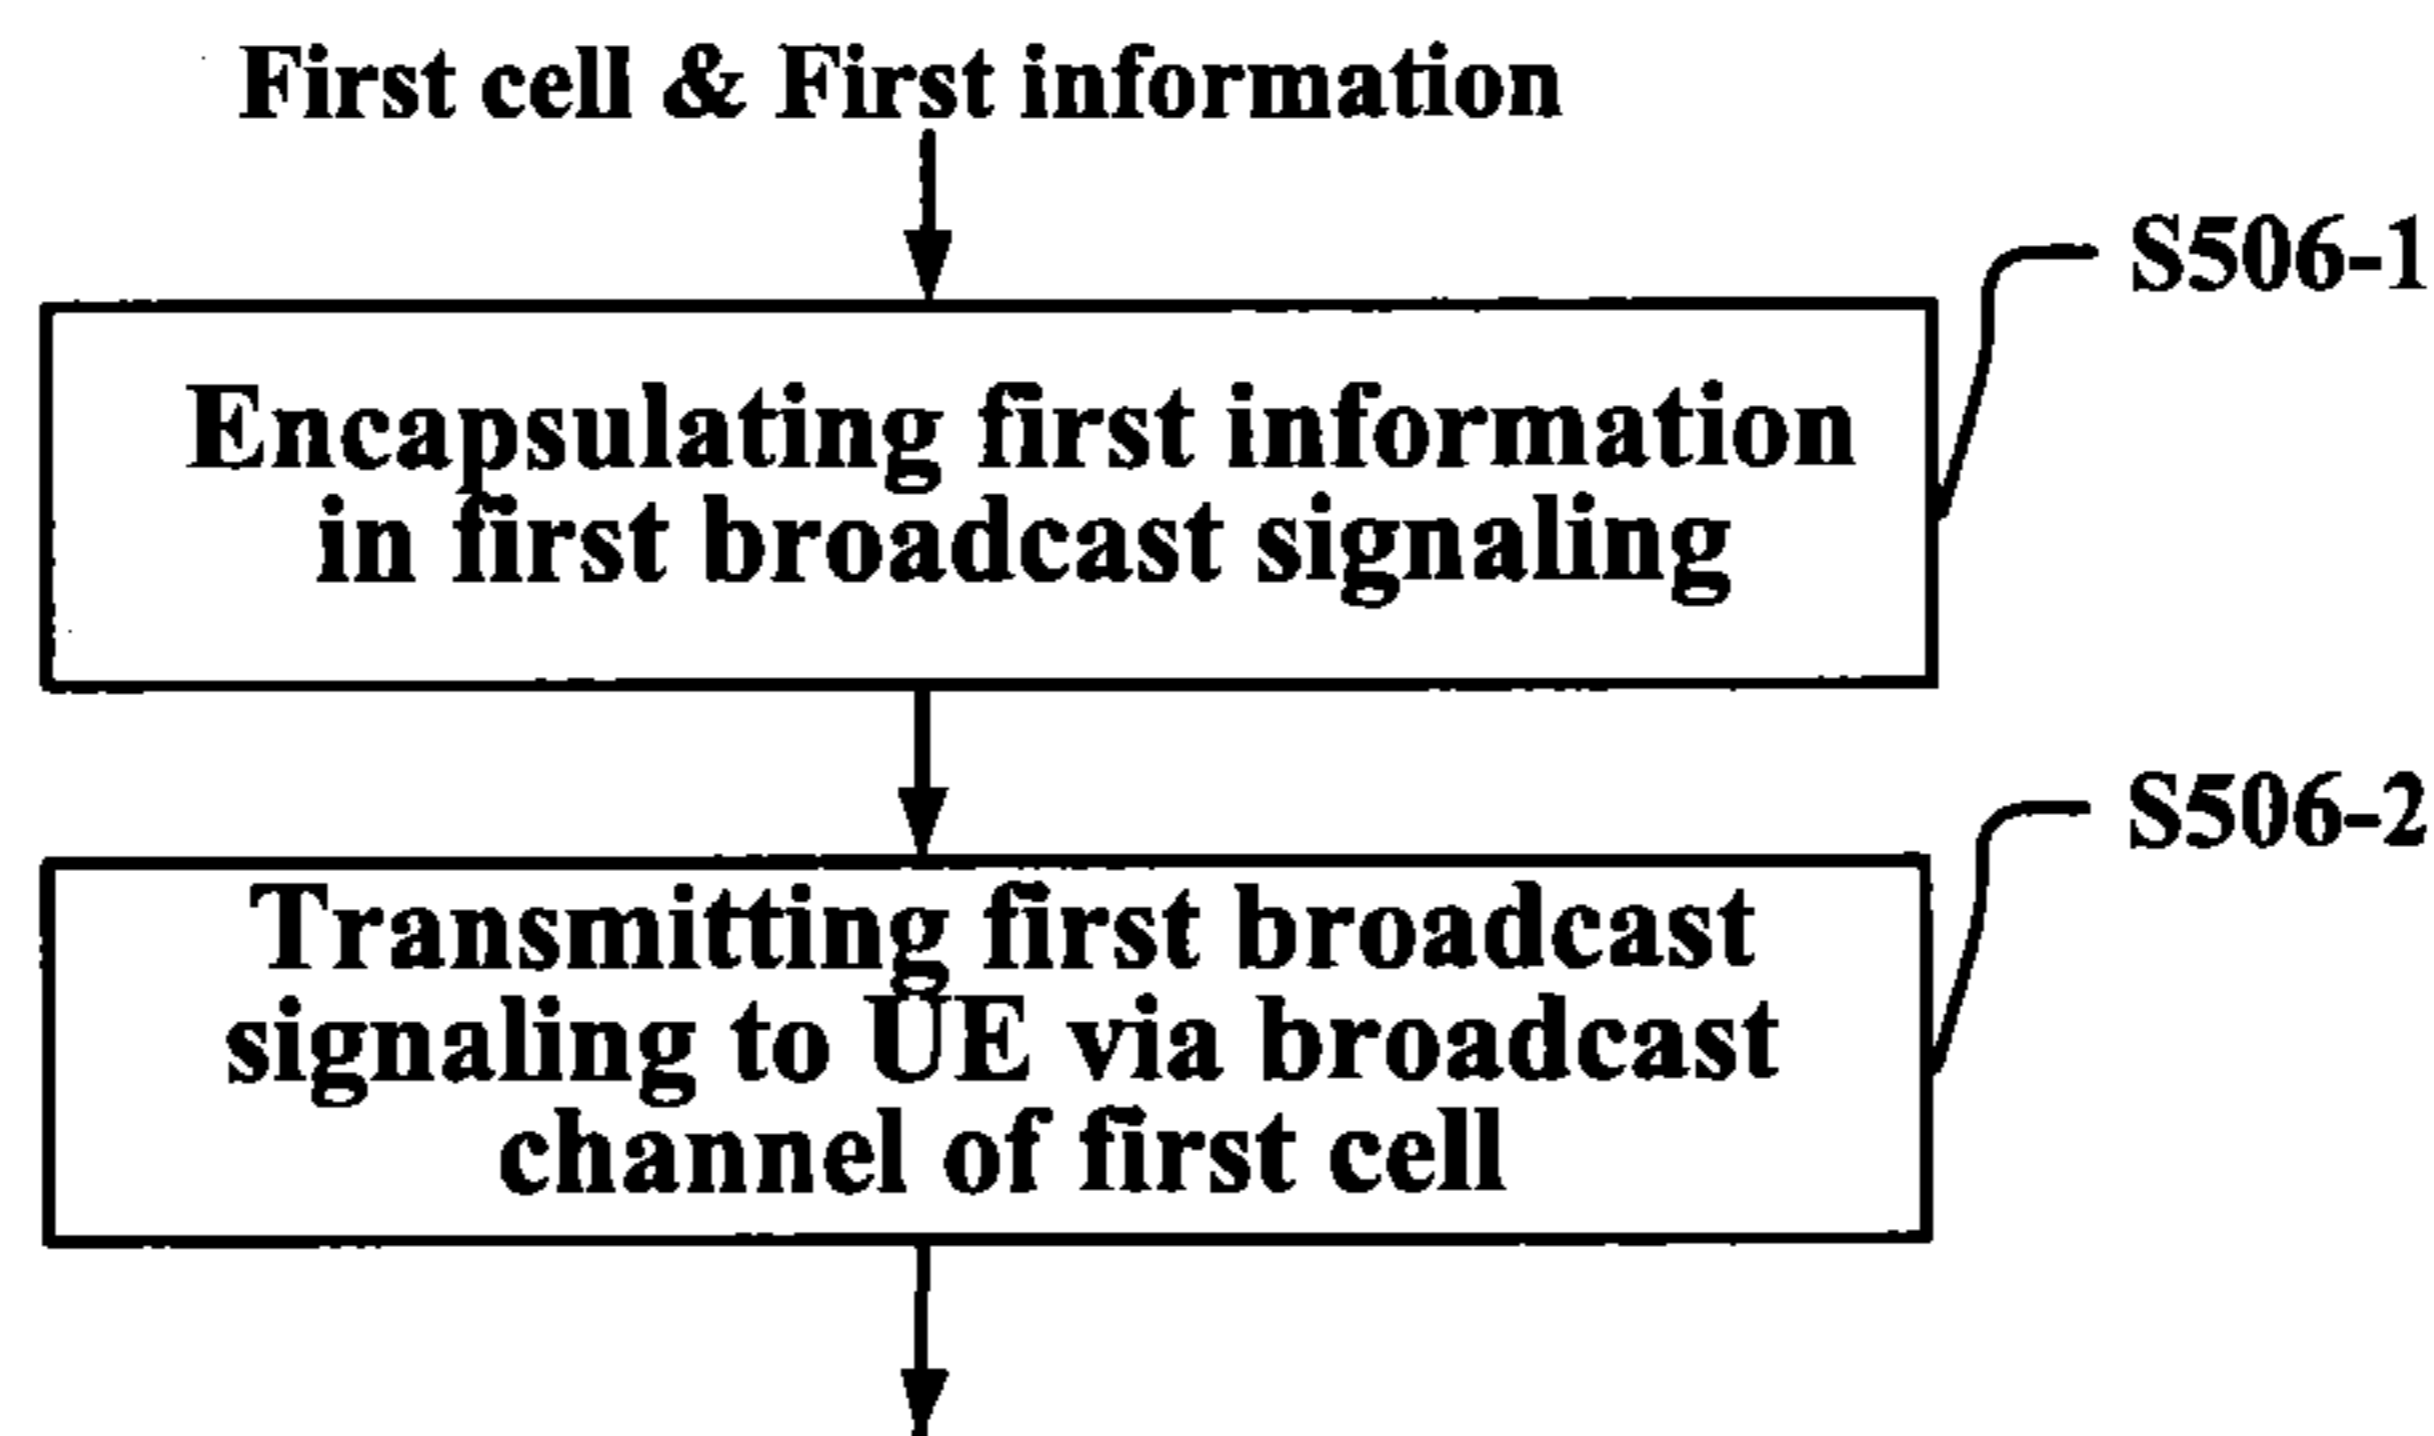 First cell & First information
S506-1
Encapsulating first information
in first broadcast signaling
S506-2
Transmitting first broadcast
signaling to UE via broadcast
channel of first cell